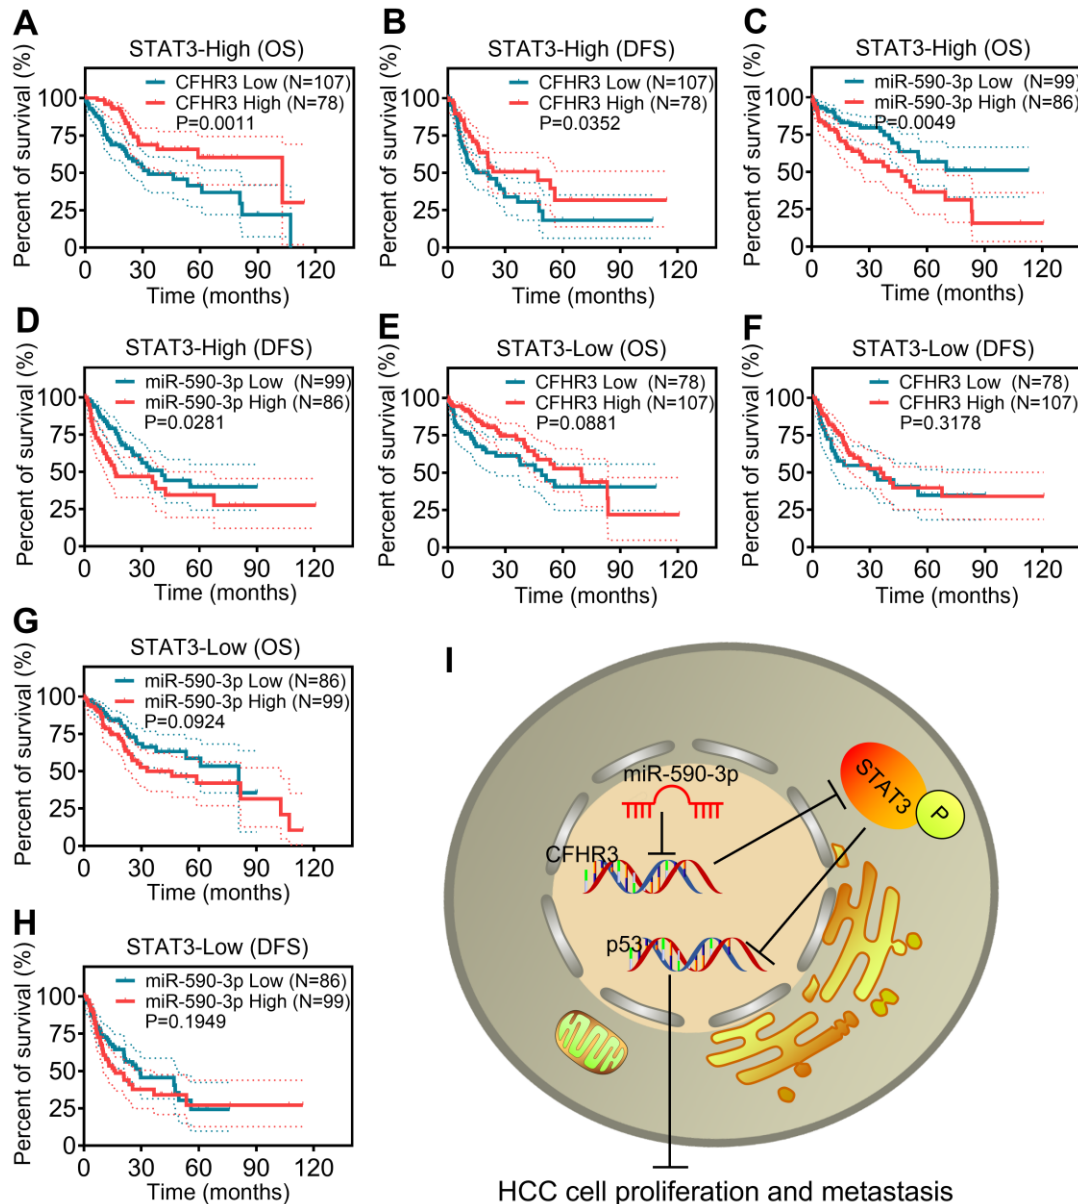 A
STAT3-High (OS)
CFHR3 Low (N=107)
CFHR3 High (N=78)
P=0.0011
Percent of survival (%)
100
75
50
25
0
0 30 60 90 120
Time (months)
B
STAT3-High (DFS)
CFHR3 Low (N=107)
CFHR3 High (N=78)
P=0.0352
Percent of survival (%)
100
75
50
25
0
0 30 60 90 120
Time (months)
C
STAT3-High (OS)
miR-590-3p Low (N=99)
miR-590-3p High (N=86)
P=0.0049
Percent of survival (%)
100
75
50
25
0
0 30 60 90 120
Time (months)
D
STAT3-High (DFS)
miR-590-3p Low (N=99)
miR-590-3p High (N=86)
P=0.0281
Percent of survival (%)
100
75
50
25
0
0 30 60 90 120
Time (months)
E
STAT3-Low (OS)
CFHR3 Low (N=78)
CFHR3 High (N=107)
P=0.0881
Percent of survival (%)
100
75
50
25
0
0 30 60 90 120
Time (months)
F
STAT3-Low (DFS)
CFHR3 Low (N=78)
CFHR3 High (N=107)
P=0.3178
Percent of survival (%)
100
75
50
25
0
0 30 60 90 120
Time (months)
G
STAT3-Low (OS)
miR-590-3p Low (N=86)
miR-590-3p High (N=99)
P=0.0924
Percent of survival (%)
100
75
50
25
0
0 30 60 90 120
Time (months)
H
STAT3-Low (DFS)
miR-590-3p Low (N=86)
miR-590-3p High (N=99)
P=0.1949
Percent of survival (%)
100
75
50
25
0
0 30 60 90 120
Time (months)
I
miR-590-3p
STAT3
P
CFHR3
p53
HCC cell proliferation and metastasis